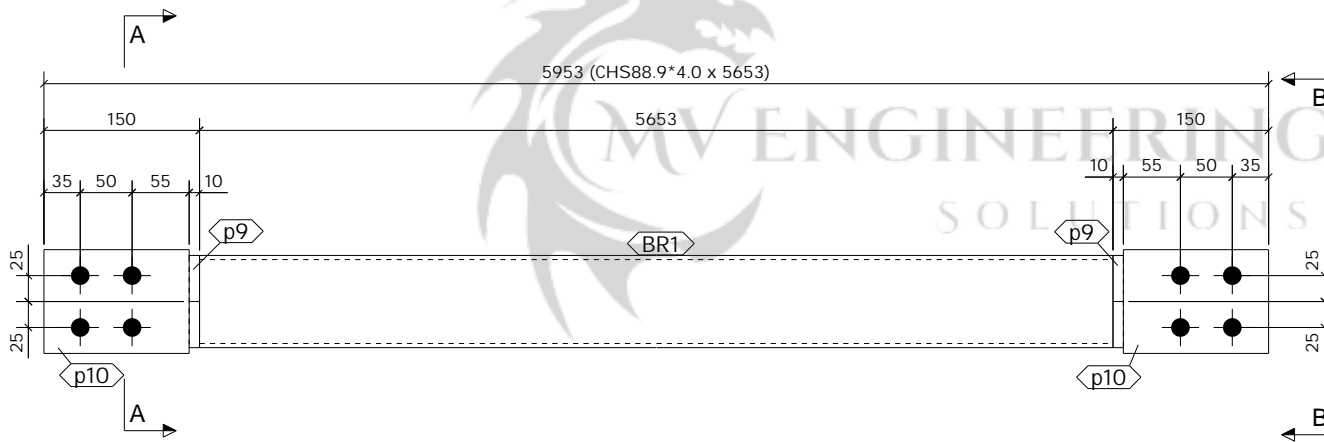 A
5953 (CHS88.9*4.0 x 5653)
B
150 5653 150
MV ENGINEERING
35 50 55 10 10 55 50 35
SOLUTIONS
p9 BR1 p9
25 25
25 25
p10 p10
A B